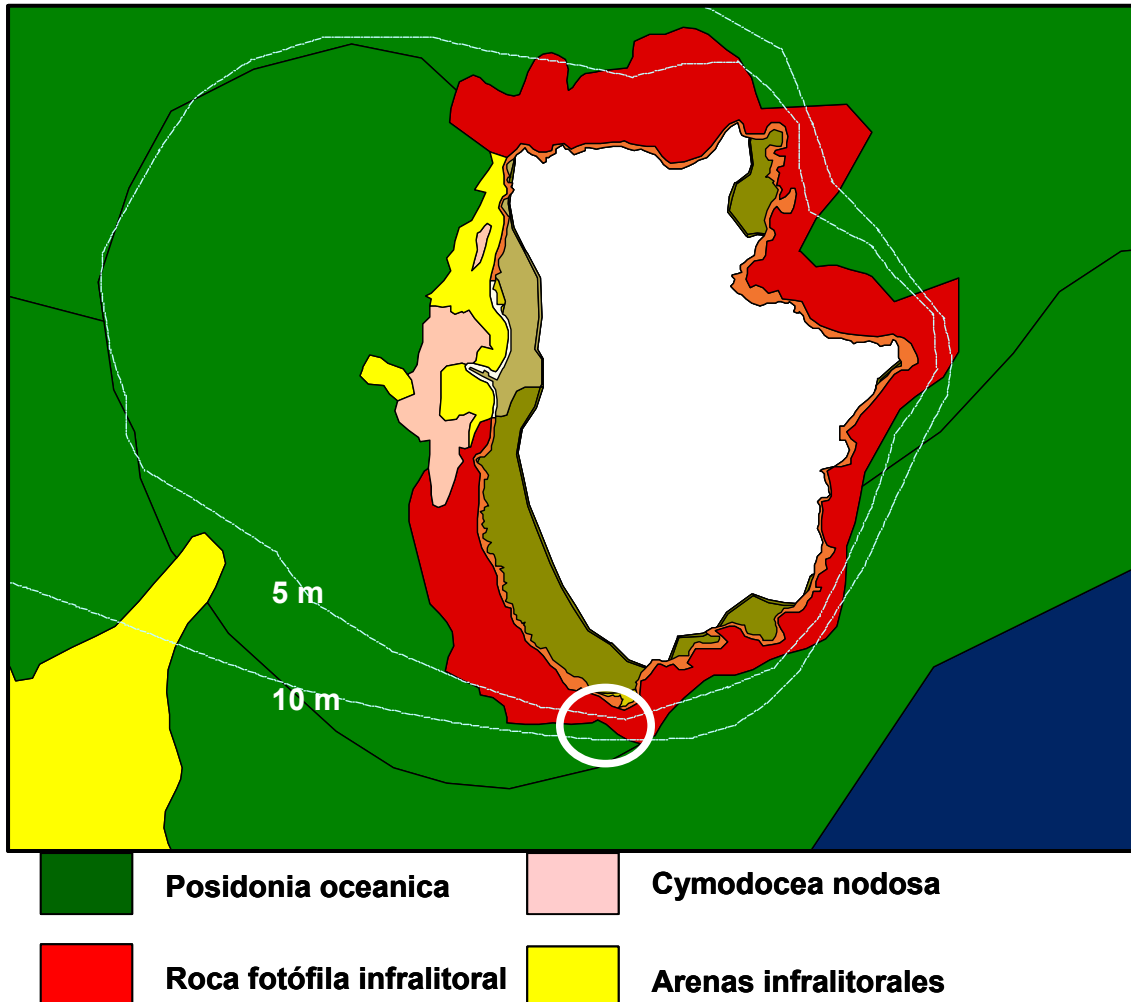 5 m
10 m
Posidonia oceanica
Cymodocea nodosa
Roca fotófila infralitoral
Arenas infralitorales